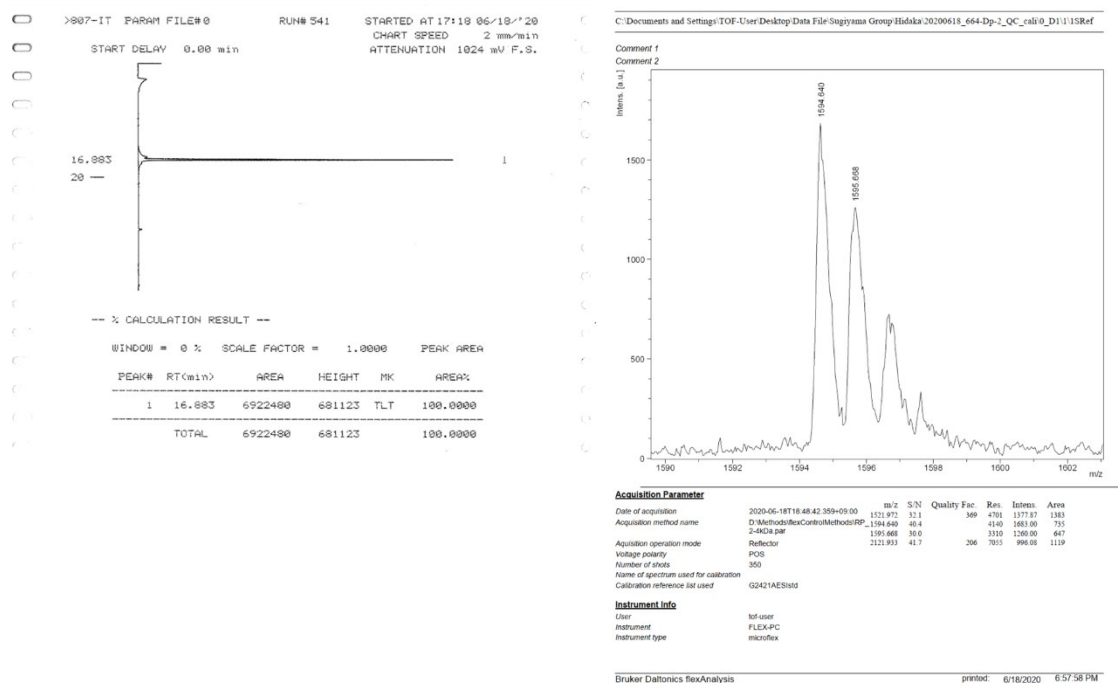 >807-IT PARAM FILE#0 RUN# 541 STARTED AT 17:18 06/18/'20
CHART SPEED 2 mm/min
START DELAY 0.00 min ATTENUATION 1024 mV F.S.
16.883 1
20
-- % CALCULATION RESULT --
WINDOW = 0 % SCALE FACTOR = 1.0000 PEAK AREA
PEAK# RT(min) AREA HEIGHT MK AREA%
1 16.883 6922480 681123 TLT 100.0000
TOTAL 6922480 681123 100.0000
C:\Documents and Settings\TOF-User\Desktop\Data File\Sugiyama Group\Hidaka\20200618_664-Dp-2_QC_cali\0_D1\1\1SRef
Comment 1
Comment 2
Intens. [a.u.]
1594.640
1595.668
1500
1000
500
0
1590 1592 1594 1596 1598 1600 1602
m/z
Acquisition Parameter
Date of acquisition 2020-06-18T18:48:42.359+09:00
Acquisition method name D:\Methods\flexControlMethods\RP_
2-4kDa.par
Aquisition operation mode Reflector
Voltage polarity POS
Number of shots 350
Name of spectrum used for calibration
Calibration reference list used G2421AESIstd
m/z S/N Quality Fac. Res. Intens. Area
1521.972 32.1 369 4701 1377.87 1383
1594.640 40.4 4140 1683.00 735
1595.668 30.0 3310 1260.00 647
2121.933 41.7 206 7055 996.08 1119
Instrument Info
User tof-user
Instrument FLEX-PC
Instrument type microflex
Bruker Daltonics flexAnalysis printed: 6/18/2020 6:57:58 PM